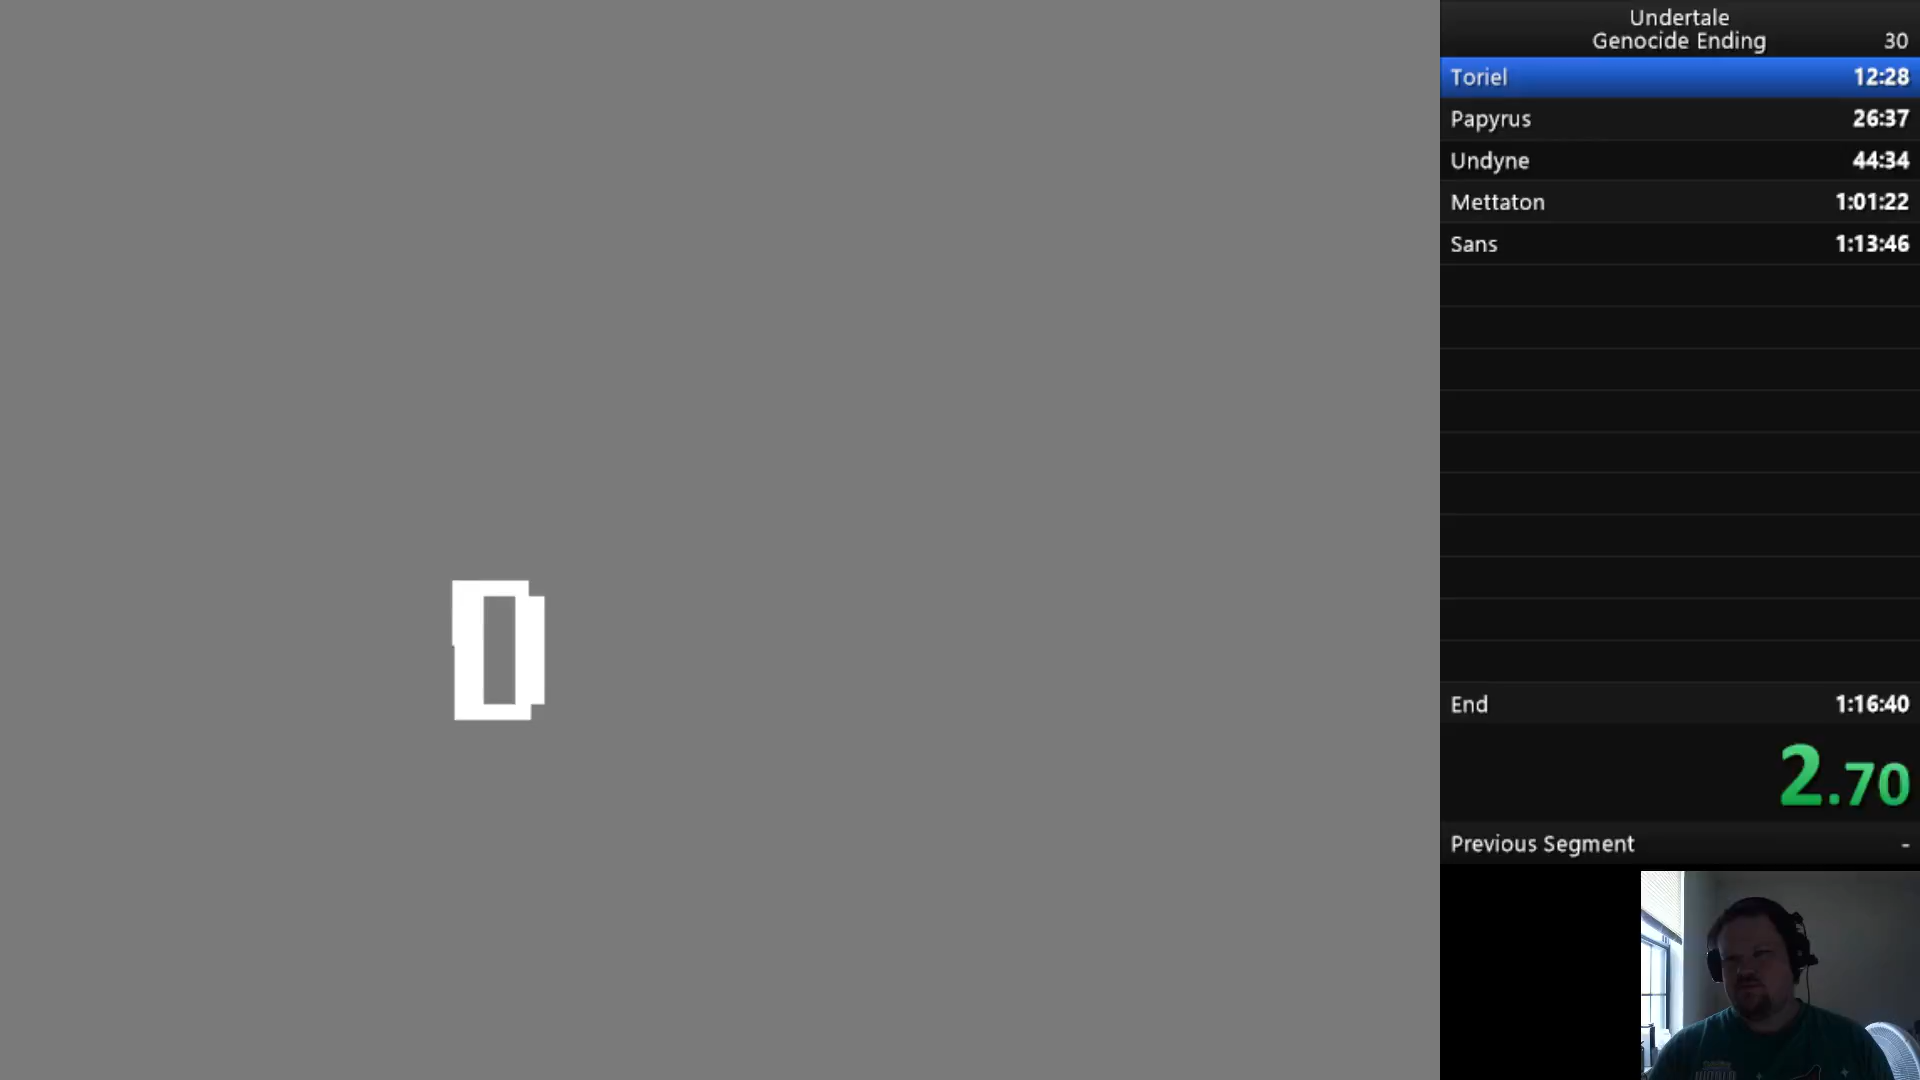 Undertale
Genocide Ending 30
Toriel 12:28
Papyrus 26:37
Undyne 44:34
Mettaton 1:01:22
Sans 1:13:46
D
End 1:16:40
2.70
Previous Segment -